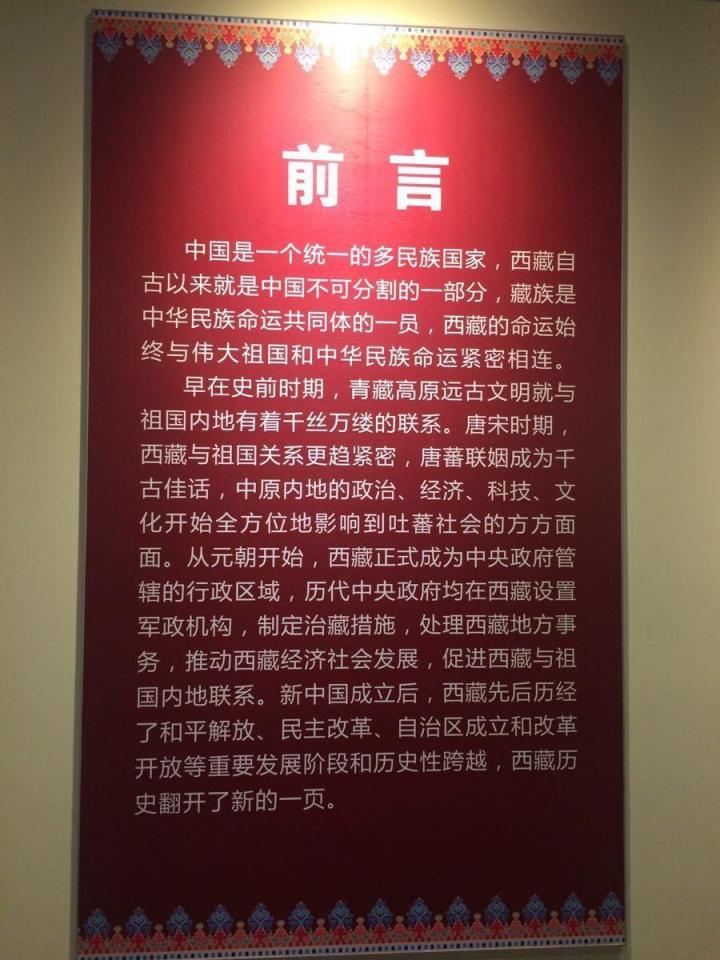 前言
中国是一个统一的多民族国家，西藏自
古以来就是中国不可分割的一部分，藏族是
中华民族命运共同体的一员，西藏的命运始
终与伟大祖国和中华民族命运紧密相连。
早在史前时期，青藏高原远古文明就与
祖国内地有着千丝万缕的联系。唐宋时期，
西藏与祖国关系更趋紧密，唐蕃联姻成为千
古佳话，中原内地的政治、经济、科技、文
化开始全方位地影响到吐蕃社会的方方面
面。从元朝开始，西藏正式成为中央政府管
辖的行政区域，历代中央政府均在西藏设置
军政机构，制定治藏措施，处理西藏地方事
务，推动西藏经济社会发展，促进西藏与祖
国内地联系。新中国成立后，西藏先后历经
了和平解放、民主改革、自治区成立和改革
开放等重要发展阶段和历史性跨越，西藏历
史翻开了新的一页。